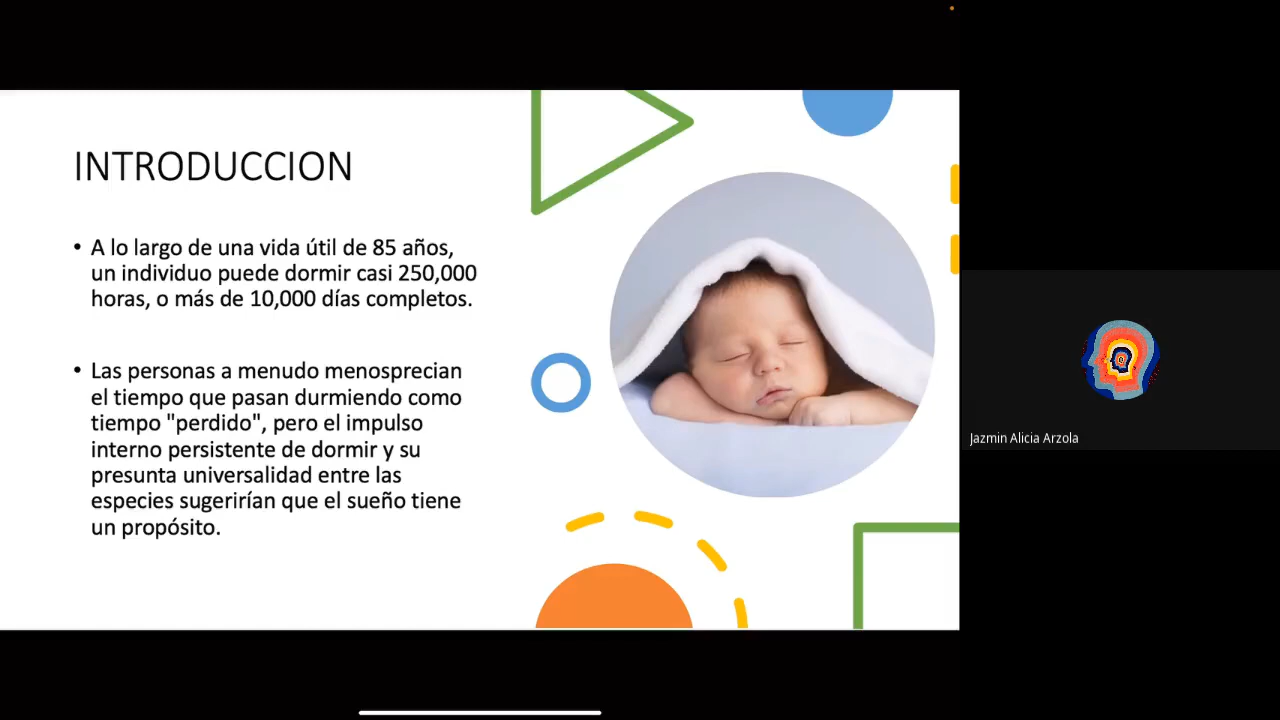 INTRODUCCION
• A lo largo de una vida útil de 85 años,
un individuo puede dormir casi 250,000
horas, o más de 10,000 días completos.
• Las personas a menudo menosprecian
el tiempo que pasan durmiendo como
tiempo "perdido", pero el impulso
interno persistente de dormir y su
presunta universalidad entre las
especies sugerirían que el sueño tiene
un propósito.
Jazmin Alicia Arzola